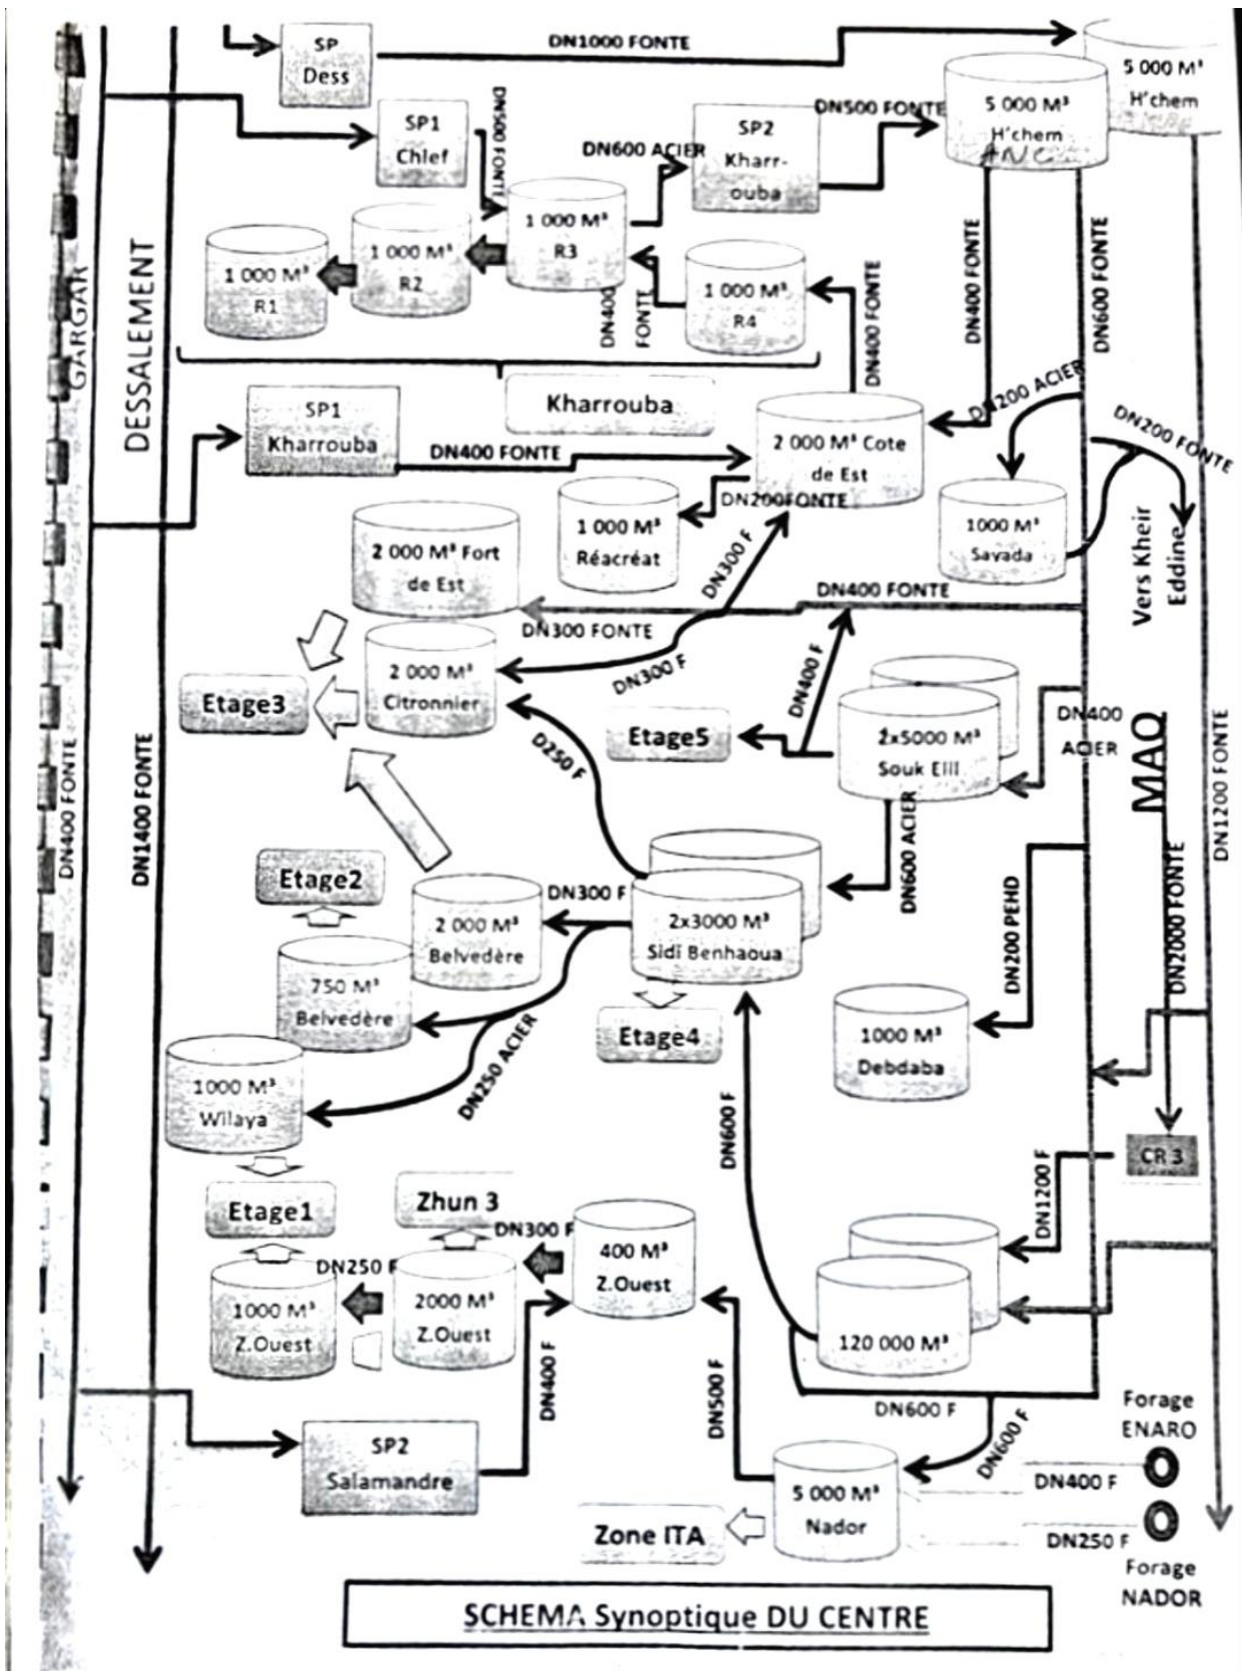 SP
Dess
DN1000 FONTE
5 000 M³
H'chem
5 000 M³
H'chem
ANC
SP1
Chlef
DN500 FONTE
DN600 ACIER
SP2
Kharr-
ouba
DN500 FONTE
1 000 M³
R1
1 000 M³
R2
1 000 M³
R3
1 000 M³
R4
DN400
FONTE
DN400 FONTE
DN400 FONTE
DN600 FONTE
GARGAR
DESSALEMENT
Kharrouba
SP1
Kharrouba
DN400 FONTE
2 000 M³ Cote
de Est
DN200 ACIER
DN200 FONTE
DN200FONTE
1 000 M³
Réacréat
1000 M³
Sayada
Vers Kheir
Eddine
2 000 M³ Fort
de Est
DN300 F
DN400 FONTE
DN300 FONTE
DN300 F
2 000 M³
Citronnier
Etage3
DN400 F
Etage5
2x5000 M³
Souk Elll
DN400
ACIER
MAO
DN1200 FONTE
DN400 FONTE
DN1400 FONTE
D250 F
DN600 ACIER
Etage2
DN300 F
2 000 M³
Belvedère
2x3000 M³
Sidi Benhaoua
DN200 PEHD
DN2000 FONTE
750 M³
Belvedère
Etage4
1000 M³
Debdaba
DN250 ACIER
1000 M³
Wilaya
DN600 F
CR 3
Etage1
Zhun 3
DN300 F
400 M³
Z.Ouest
DN1200 F
DN250 F
1000 M³
Z.Ouest
2000 M³
Z.Ouest
120 000 M³
DN400 F
DN500 F
DN600 F
DN600 F
Forage
ENARO
SP2
Salamandre
DN400 F
5 000 M³
Nador
Zone ITA
DN250 F
Forage
NADOR
SCHEMA Synoptique DU CENTRE